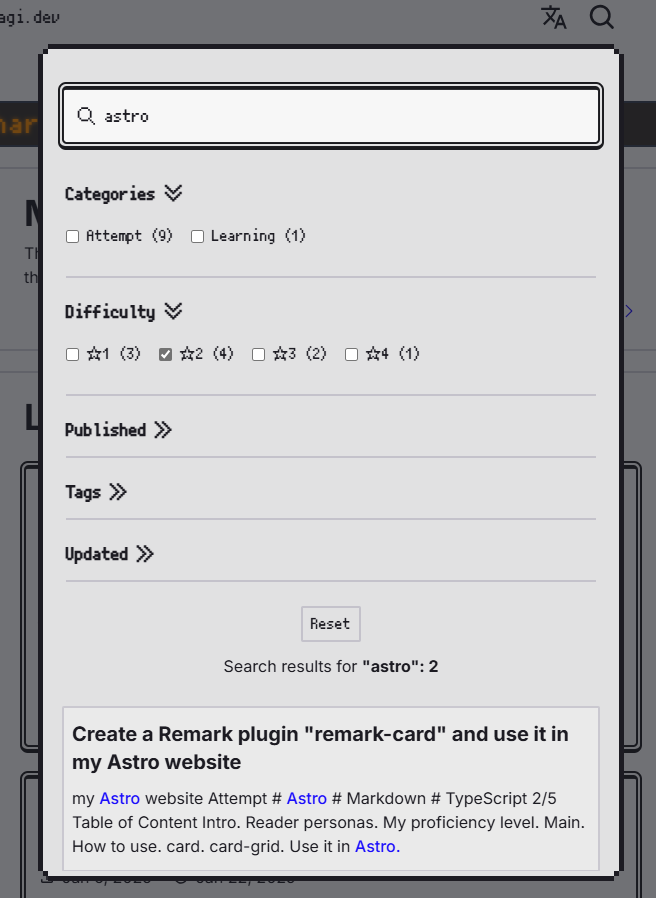 agi.dev
astro
Categories
Attempt (9) Learning (1)
Difficulty
☆1 (3) ☆2 (4) ☆3 (2) ☆4 (1)
Published
Tags
Updated
Reset
Search results for "astro": 2
Create a Remark plugin "remark-card" and use it in
my Astro website
my Astro website Attempt # Astro # Markdown # TypeScript 2/5
Table of Content Intro. Reader personas. My proficiency level. Main.
How to use. card. card-grid. Use it in Astro.